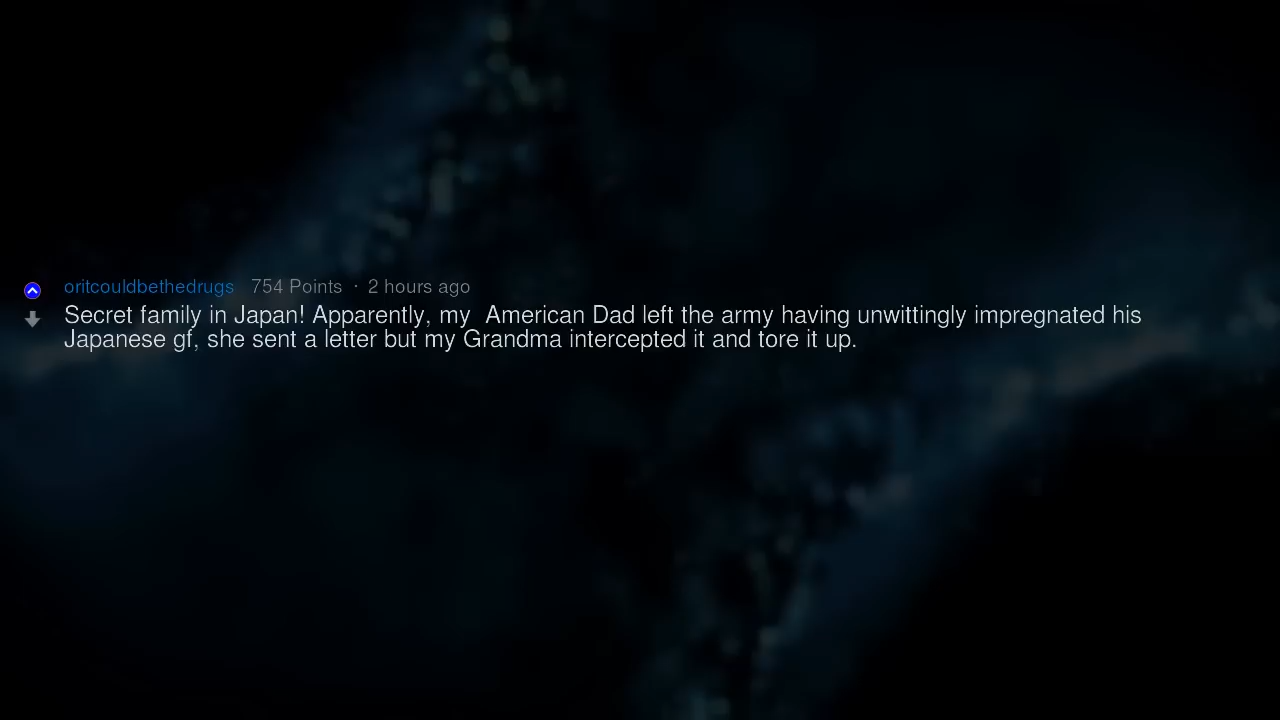 oritcouldbethedrugs 754 Points · 2 hours ago
Secret family in Japan! Apparently, my  American Dad left the army having unwittingly impregnated his
Japanese gf, she sent a letter but my Grandma intercepted it and tore it up.